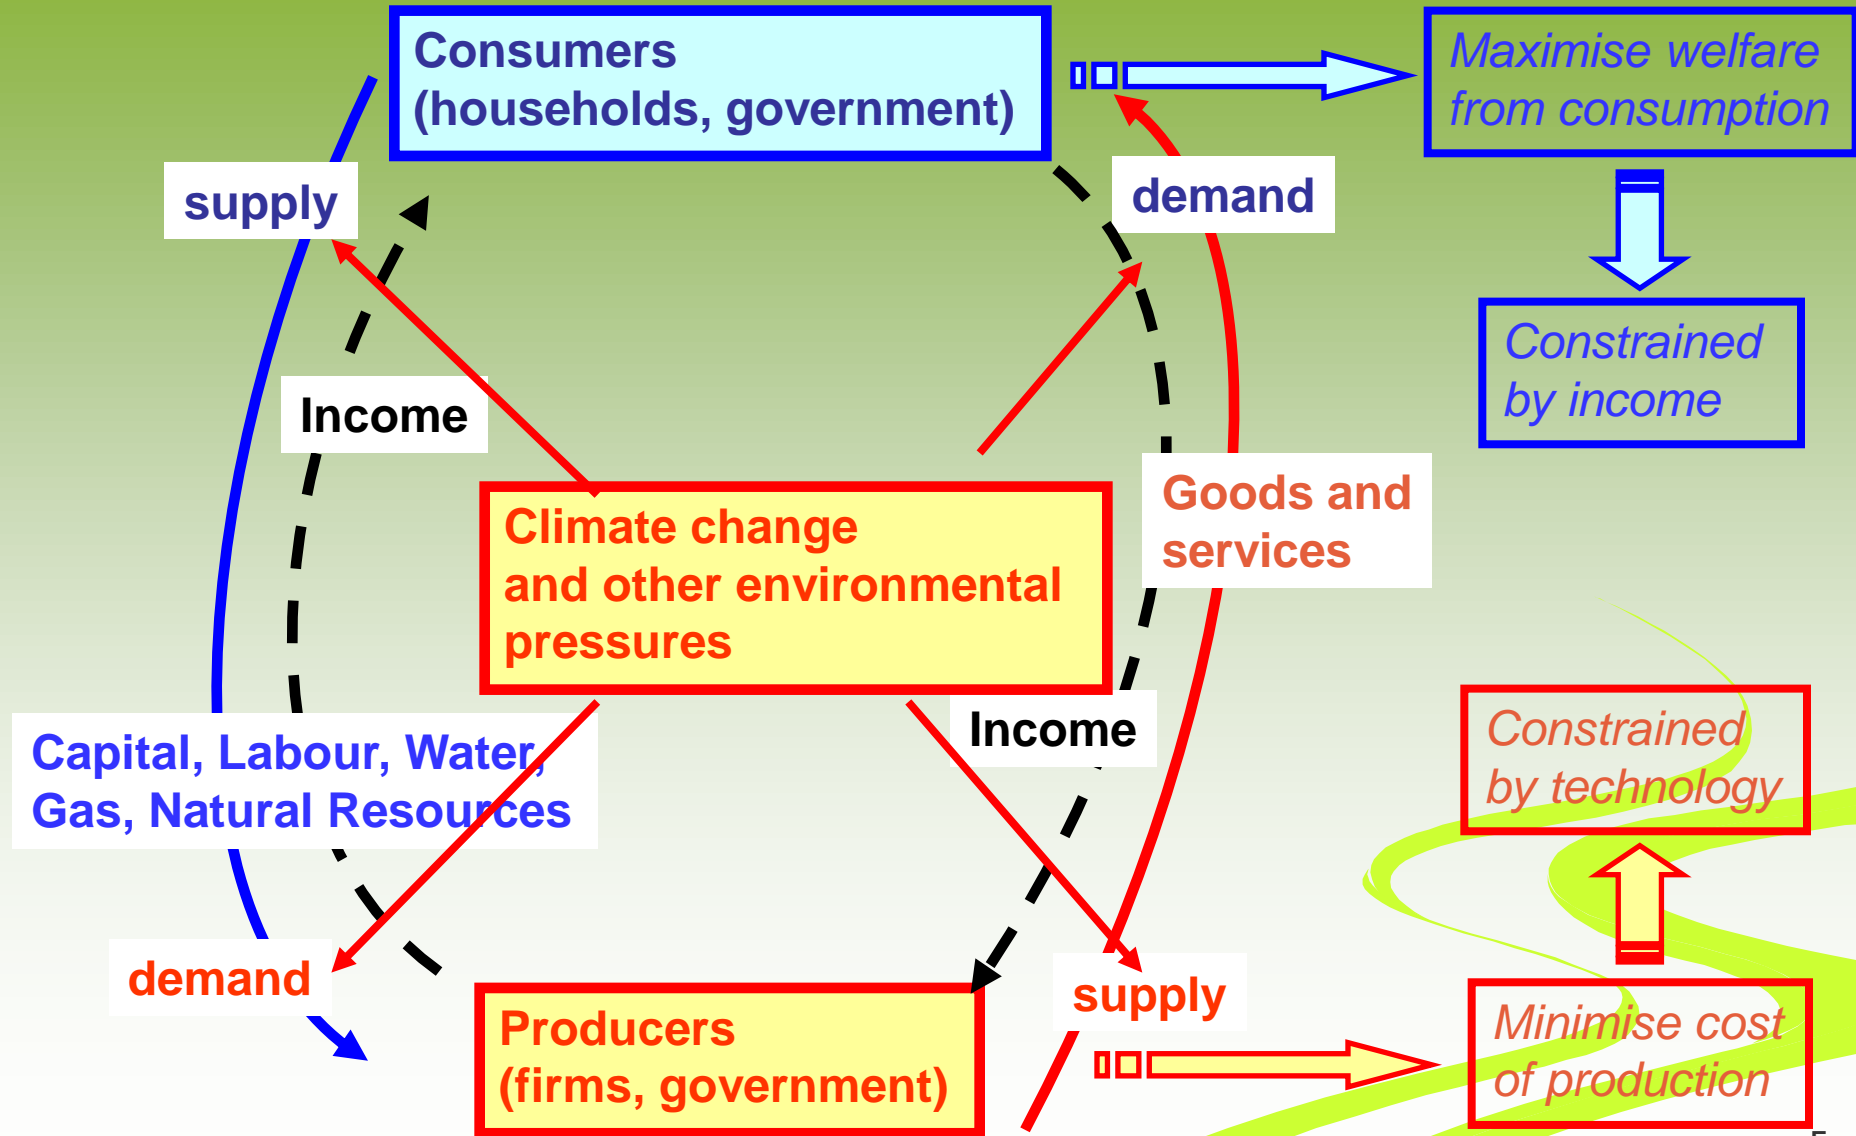 Consumers
(households, government)
Maximise welfare
from consumption
supply
demand
Constrained
by income
Income
Goods and
services
Climate change
and other environmental
pressures
Income
Constrained
by technology
Capital, Labour, Water,
Gas, Natural Resources
demand
supply
Producers
(firms, government)
Minimise cost
of production